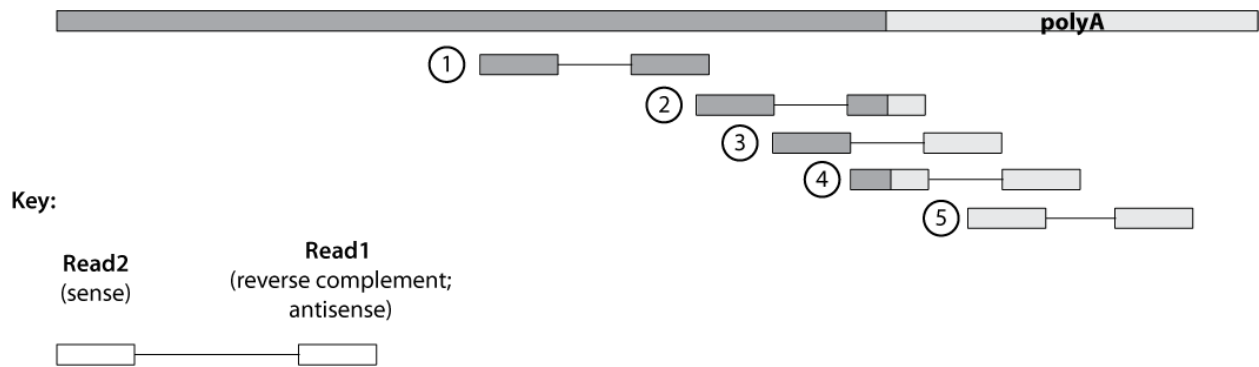 polyA
1
2
3
4
5
Key:
Read2
(sense)
Read1
(reverse complement;
antisense)